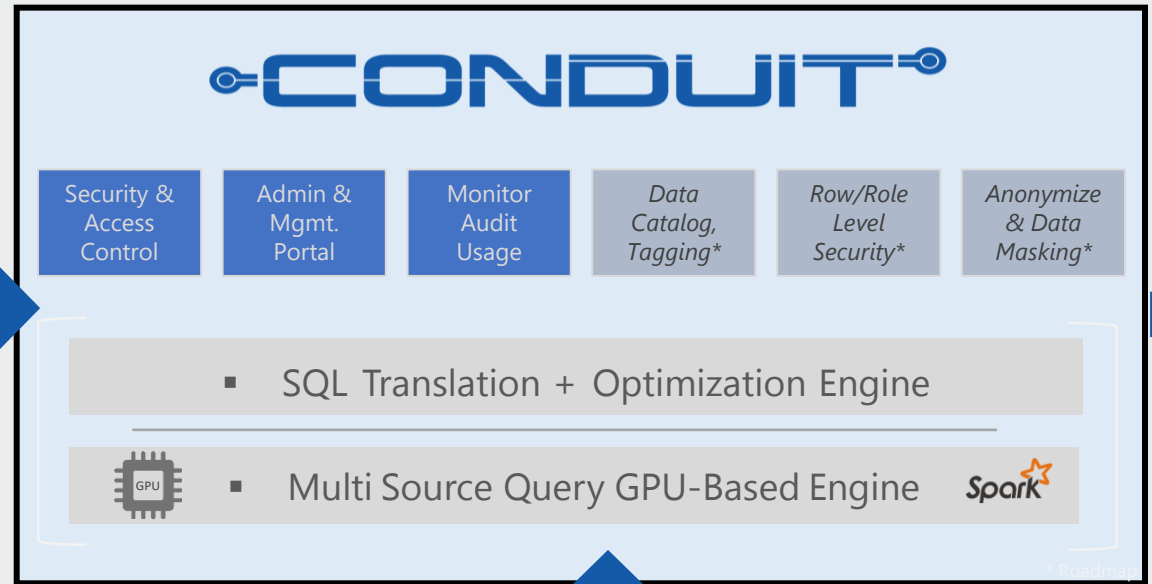 CONDUIT
Security &
Access
Control
Admin &
Mgmt.
Portal
Monitor
Audit
Usage
Data
Catalog,
Tagging*
Row/Role
Level
Security*
Anonymize
& Data
Masking*
▪ SQL Translation + Optimization Engine
GPU
▪ Multi Source Query GPU-Based Engine
Spark
* Roadmap